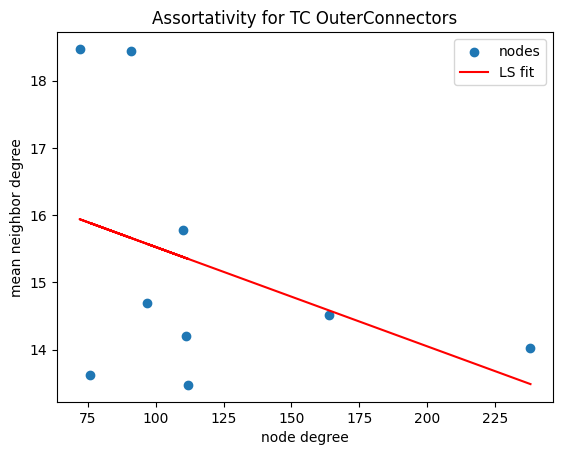 Assortativity for TC OuterConnectors
nodes
LS fit
mean neighbor degree
18
17
16
15
14
75
100
125
150
175
200
225
node degree